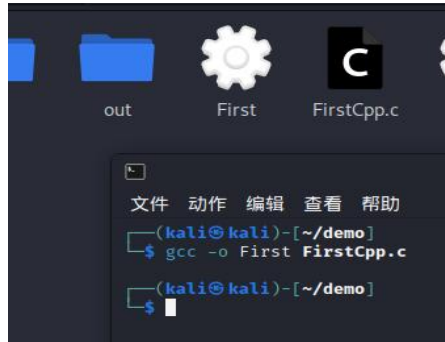 out First FirstCpp.c
文件 动作 编辑 查看 帮助
(kali㉿kali)-[~/demo]
$ gcc -o First FirstCpp.c
(kali㉿kali)-[~/demo]
$